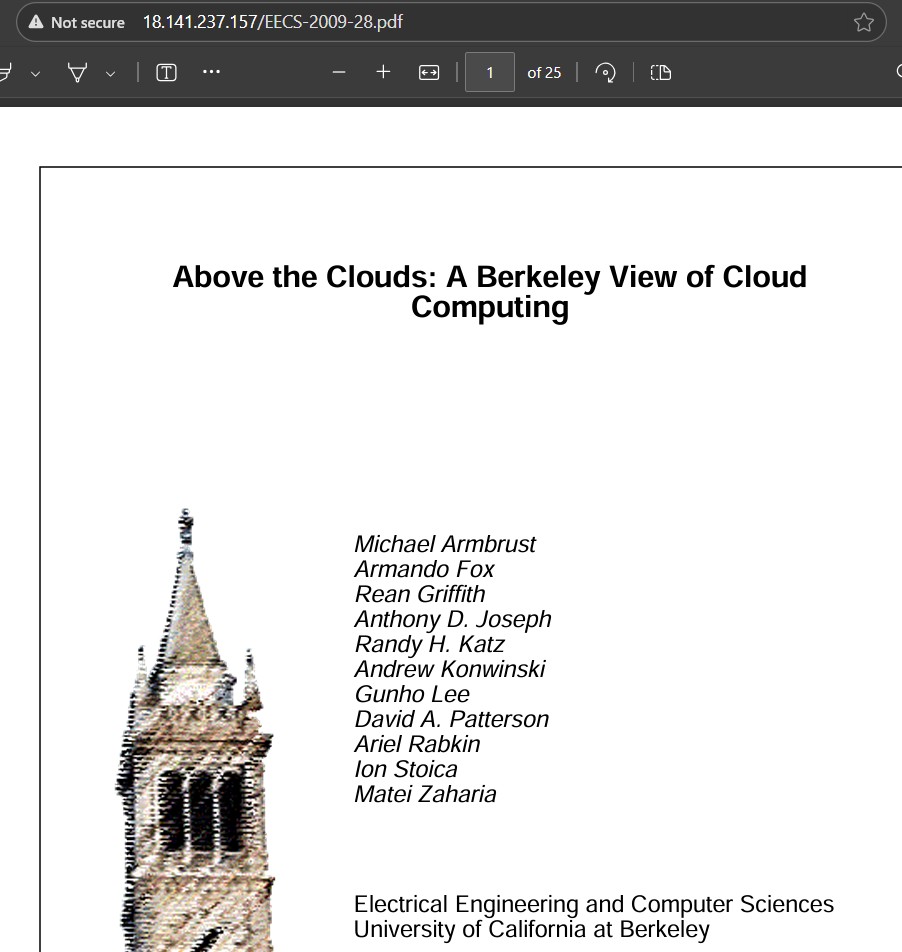 Not secure 18.141.237.157/EECS-2009-28.pdf
1 of 25
Above the Clouds: A Berkeley View of Cloud
Computing
Michael Armbrust
Armando Fox
Rean Griffith
Anthony D. Joseph
Randy H. Katz
Andrew Konwinski
Gunho Lee
David A. Patterson
Ariel Rabkin
Ion Stoica
Matei Zaharia
Electrical Engineering and Computer Sciences
University of California at Berkeley